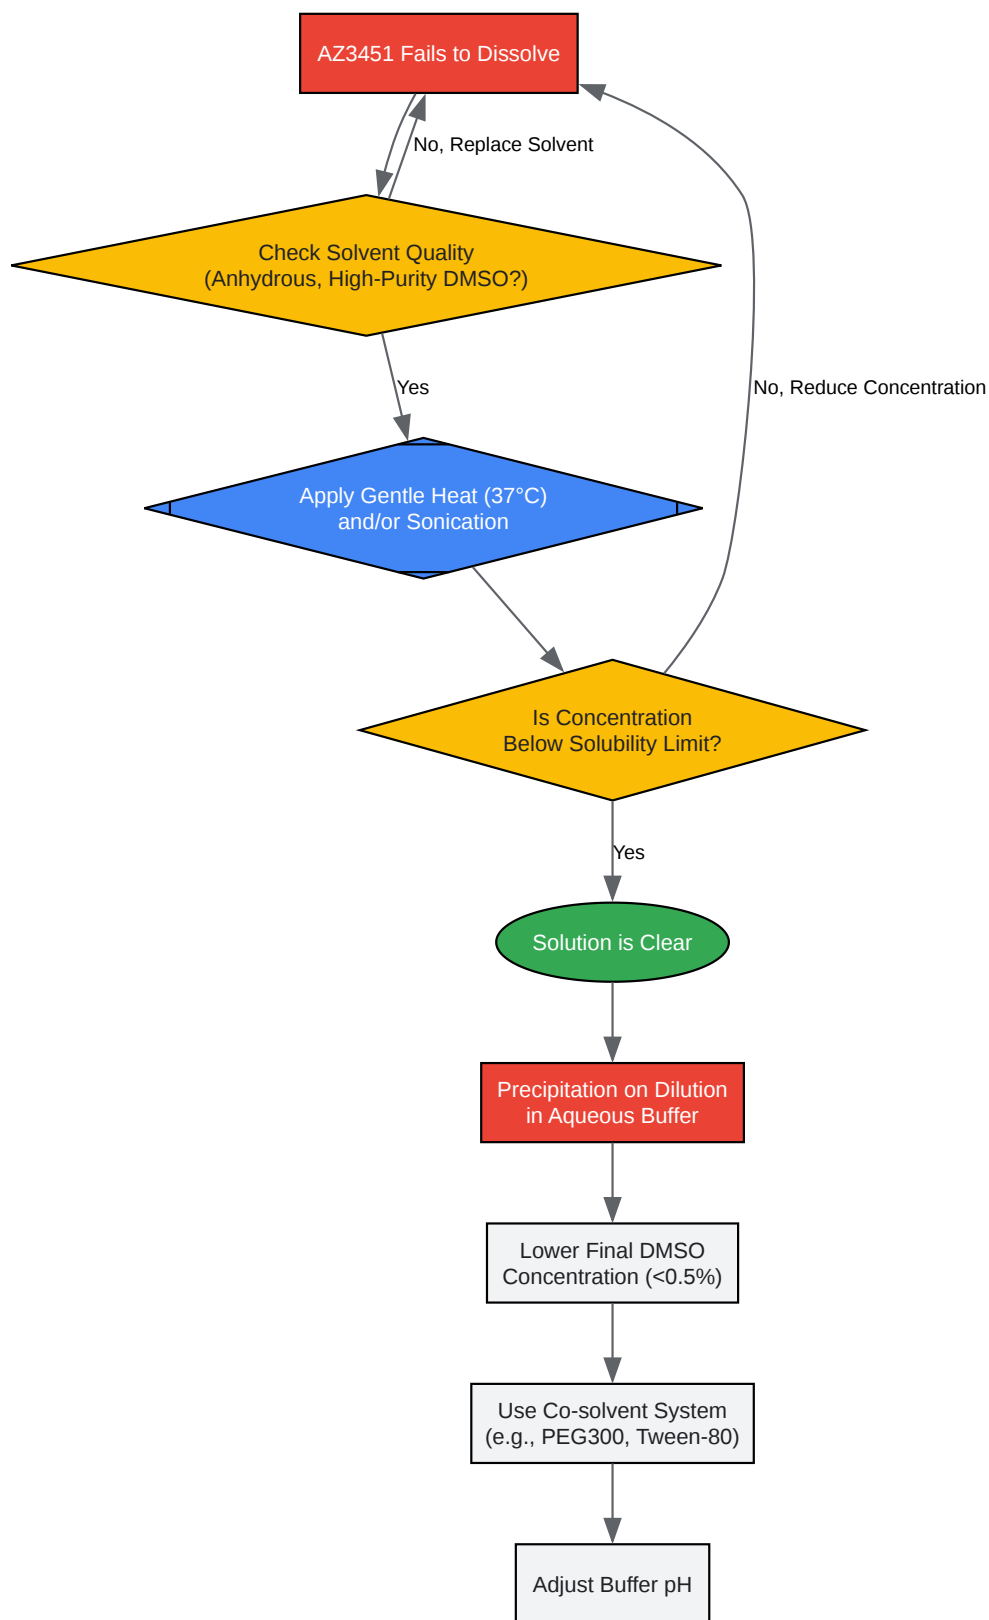 AZ3451 Fails to Dissolve
No, Replace Solvent
Check Solvent Quality
(Anhydrous, High-Purity DMSO?)
Yes
No, Reduce Concentration
Apply Gentle Heat (37°C)
and/or Sonication
Is Concentration
Below Solubility Limit?
Yes
Solution is Clear
Precipitation on Dilution
in Aqueous Buffer
Lower Final DMSO
Concentration (<0.5%)
Use Co-solvent System
(e.g., PEG300, Tween-80)
Adjust Buffer pH